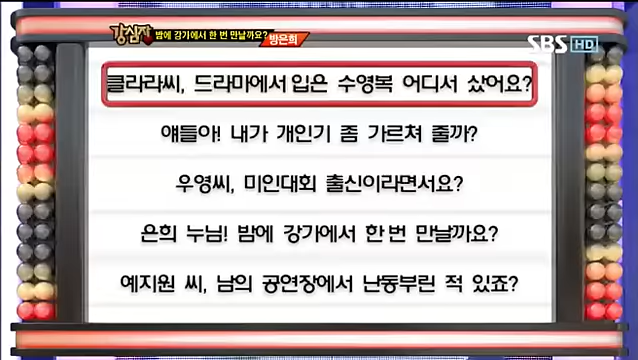 강심장 밤에 강가에서 한 번 만날까요? 방은희
SBS HD
클라라씨, 드라마에서 입은 수영복 어디서 샀어요?
얘들아! 내가 개인기 좀 가르쳐 줄까?
우영씨, 미인대회 출신이라면서요?
은희 누님! 밤에 강가에서 한 번 만날까요?
예지원 씨, 남의 공연장에서 난동부린 적 있죠?